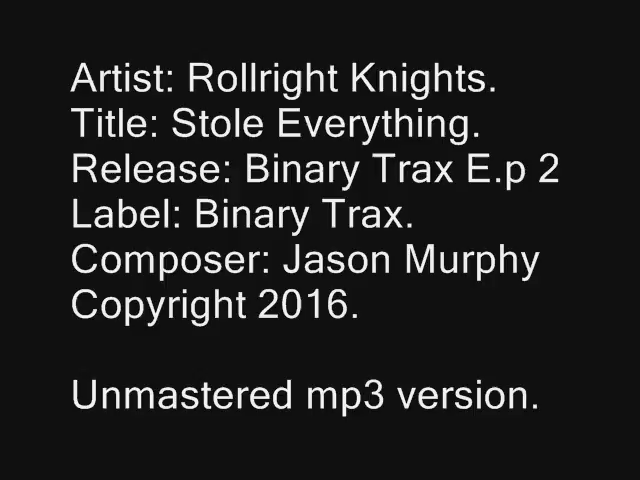 Artist: Rollright Knights.
Title: Stole Everything.
Release: Binary Trax E.p 2
Label: Binary Trax.
Composer: Jason Murphy
Copyright 2016.
Unmastered mp3 version.